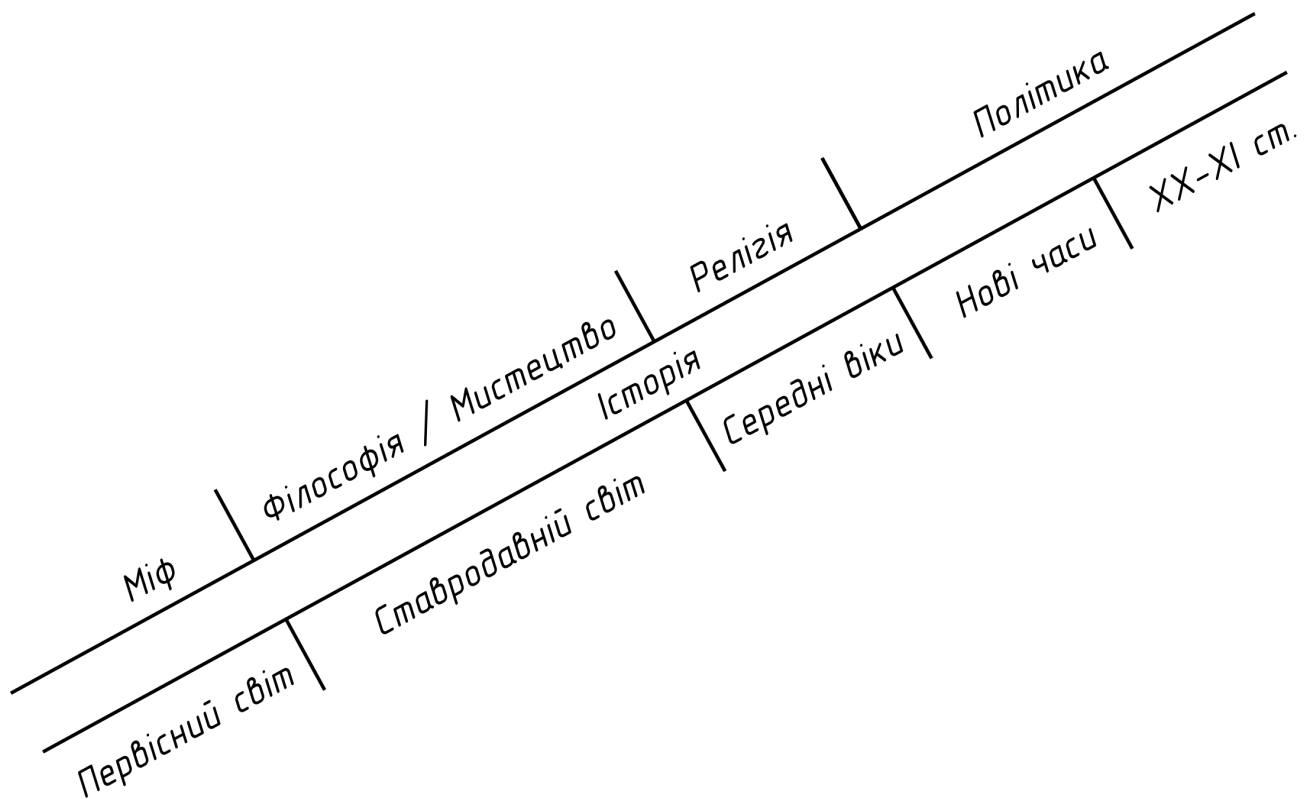 Міф
Філософія / Мистецтво
Релігія
Політика
Історія
Первісний світ
Ставродавній світ
Середні віки
Нові часи
XX-XI ст.